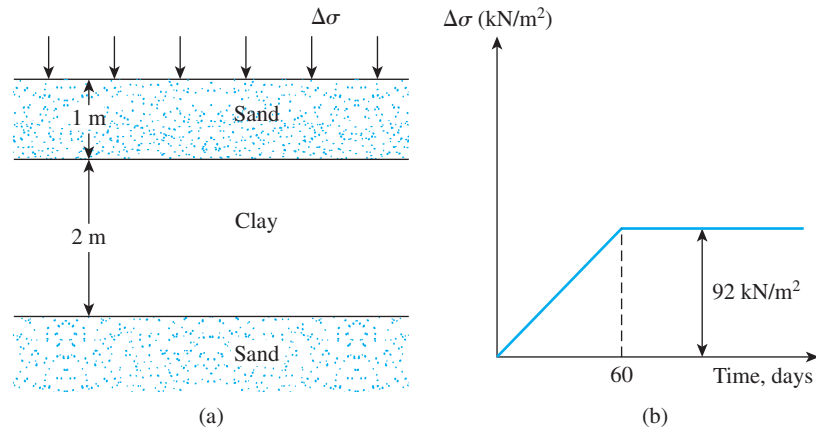 Δσ
Sand
1 m
Clay
2 m
Sand
(a)
Δσ (kN/m²)
92 kN/m²
60
Time, days
(b)